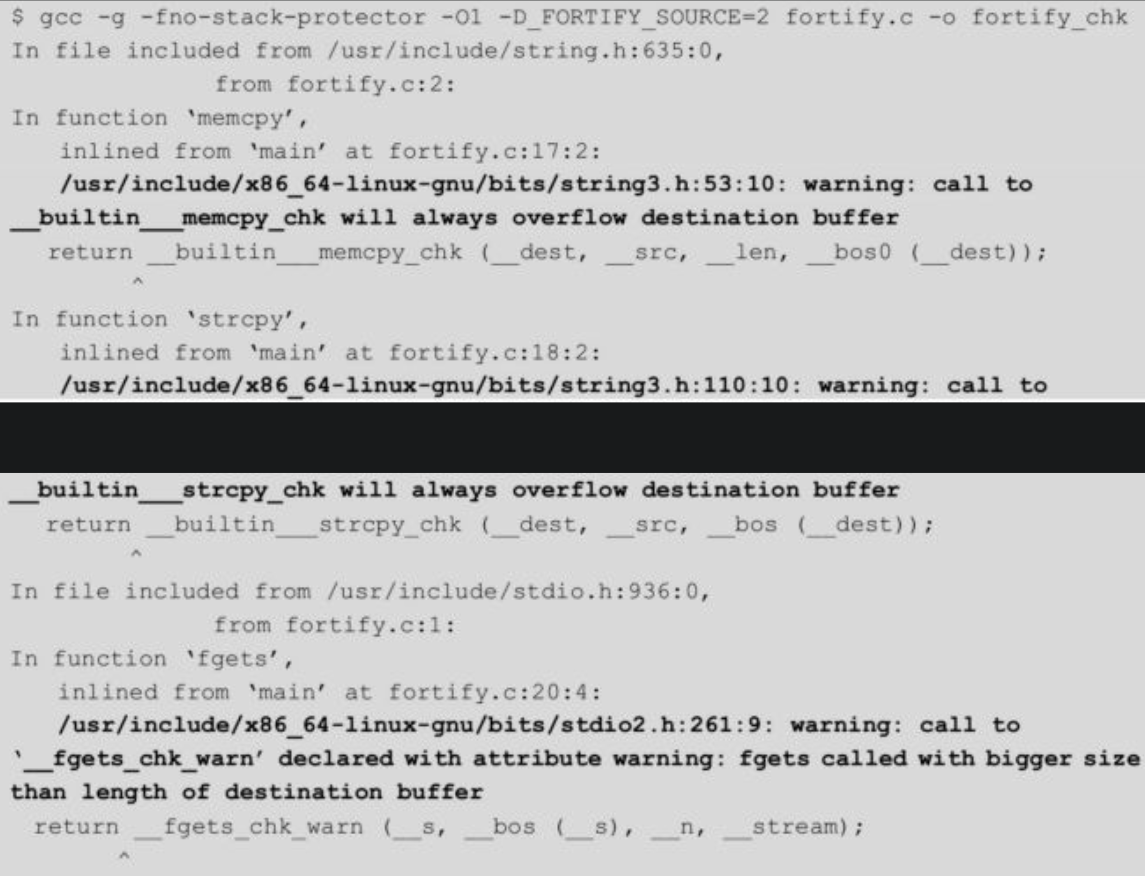 $ gcc -g -fno-stack-protector -O1 -D_FORTIFY_SOURCE=2 fortify.c -o fortify_chk
In file included from /usr/include/string.h:635:0,
from fortify.c:2:
In function ‘memcpy’,
inlined from ‘main’ at fortify.c:17:2:
/usr/include/x86_64-linux-gnu/bits/string3.h:53:10: warning: call to
__builtin___memcpy_chk will always overflow destination buffer
return __builtin___memcpy_chk (__dest, __src, __len, __bos0 (__dest));
^
In function ‘strcpy’,
inlined from ‘main’ at fortify.c:18:2:
/usr/include/x86_64-linux-gnu/bits/string3.h:110:10: warning: call to
__builtin___strcpy_chk will always overflow destination buffer
return __builtin___strcpy_chk (__dest, __src, __bos (__dest));
^
In file included from /usr/include/stdio.h:936:0,
from fortify.c:1:
In function ‘fgets’,
inlined from ‘main’ at fortify.c:20:4:
/usr/include/x86_64-linux-gnu/bits/stdio2.h:261:9: warning: call to
‘__fgets_chk_warn’ declared with attribute warning: fgets called with bigger size
than length of destination buffer
return __fgets_chk_warn (__s, __bos (__s), __n, __stream);
^